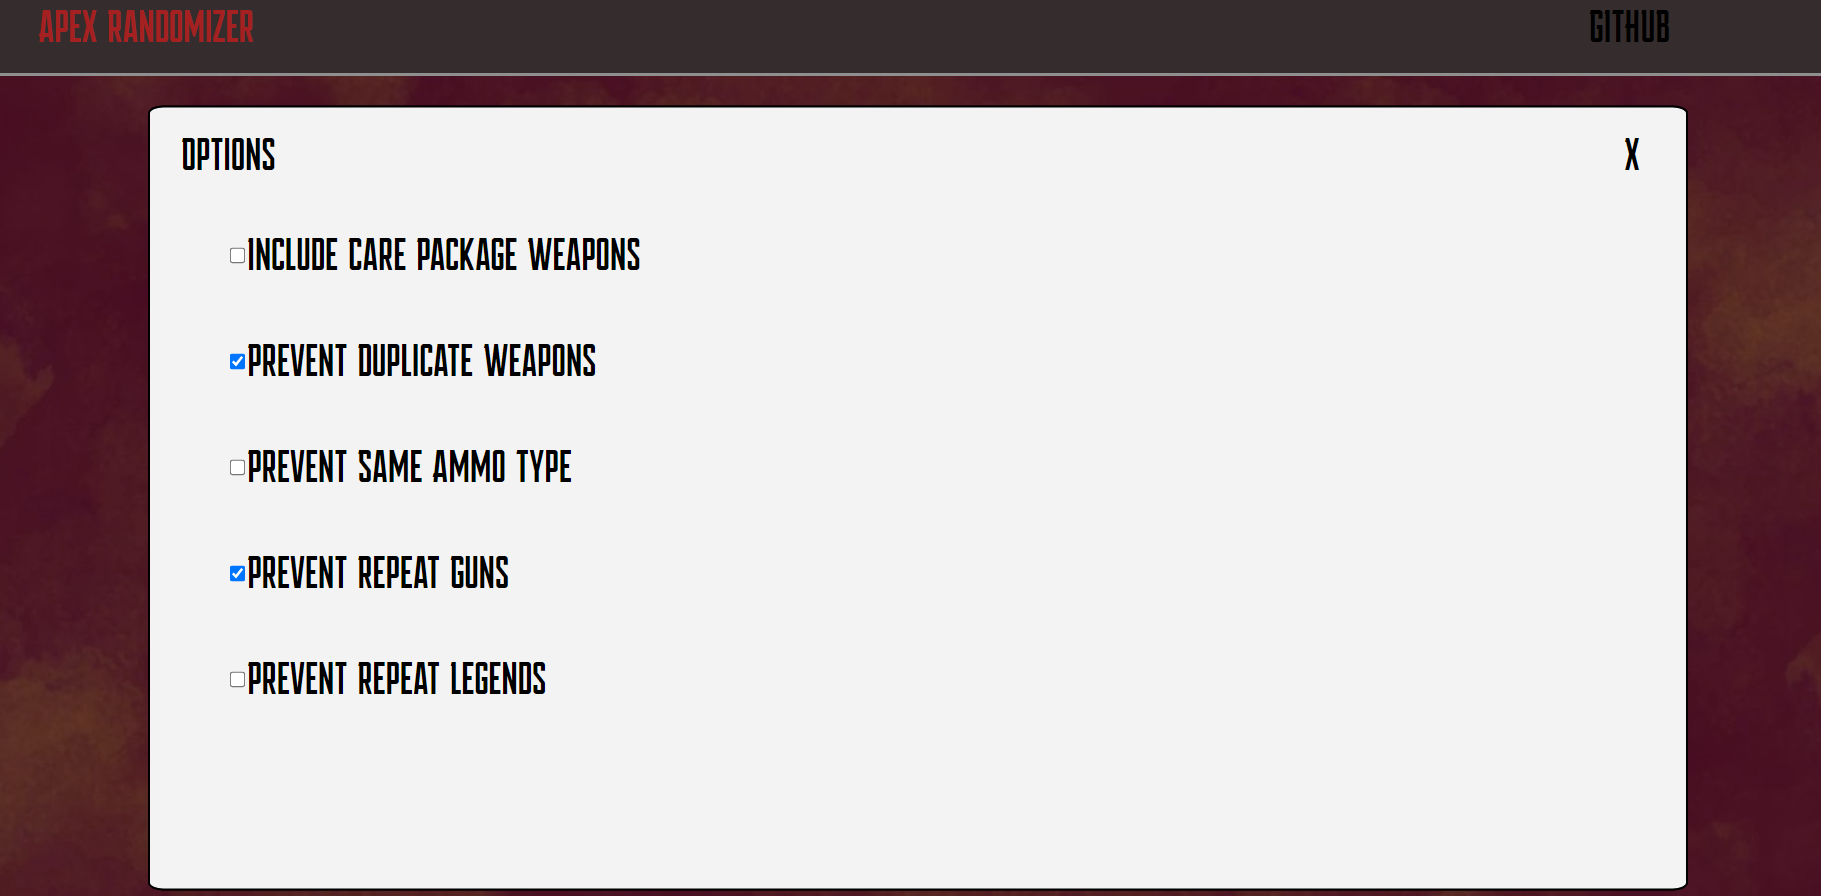 APEX RANDOMIZER
GITHUB
OPTIONS
X
INCLUDE CARE PACKAGE WEAPONS
PREVENT DUPLICATE WEAPONS
PREVENT SAME AMMO TYPE
PREVENT REPEAT GUNS
PREVENT REPEAT LEGENDS